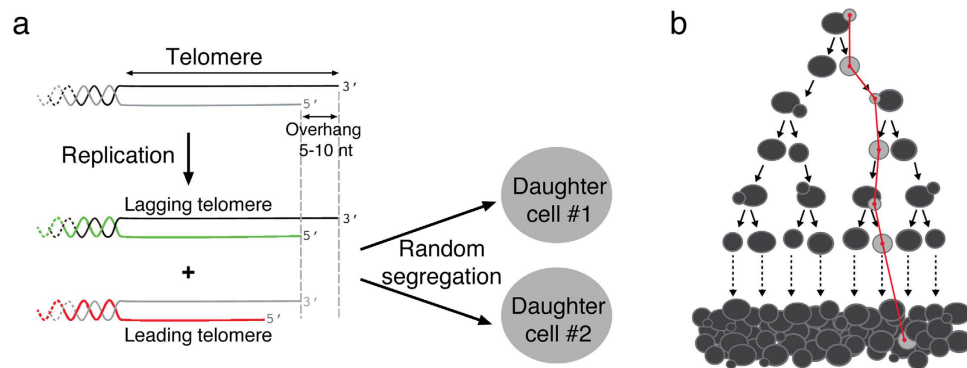 a
Telomere
3′
5′
Overhang
5-10 nt
Replication
Lagging telomere
3′
5′
+
3′
5′
Leading telomere
Random
segregation
Daughter
cell #1
Daughter
cell #2
b